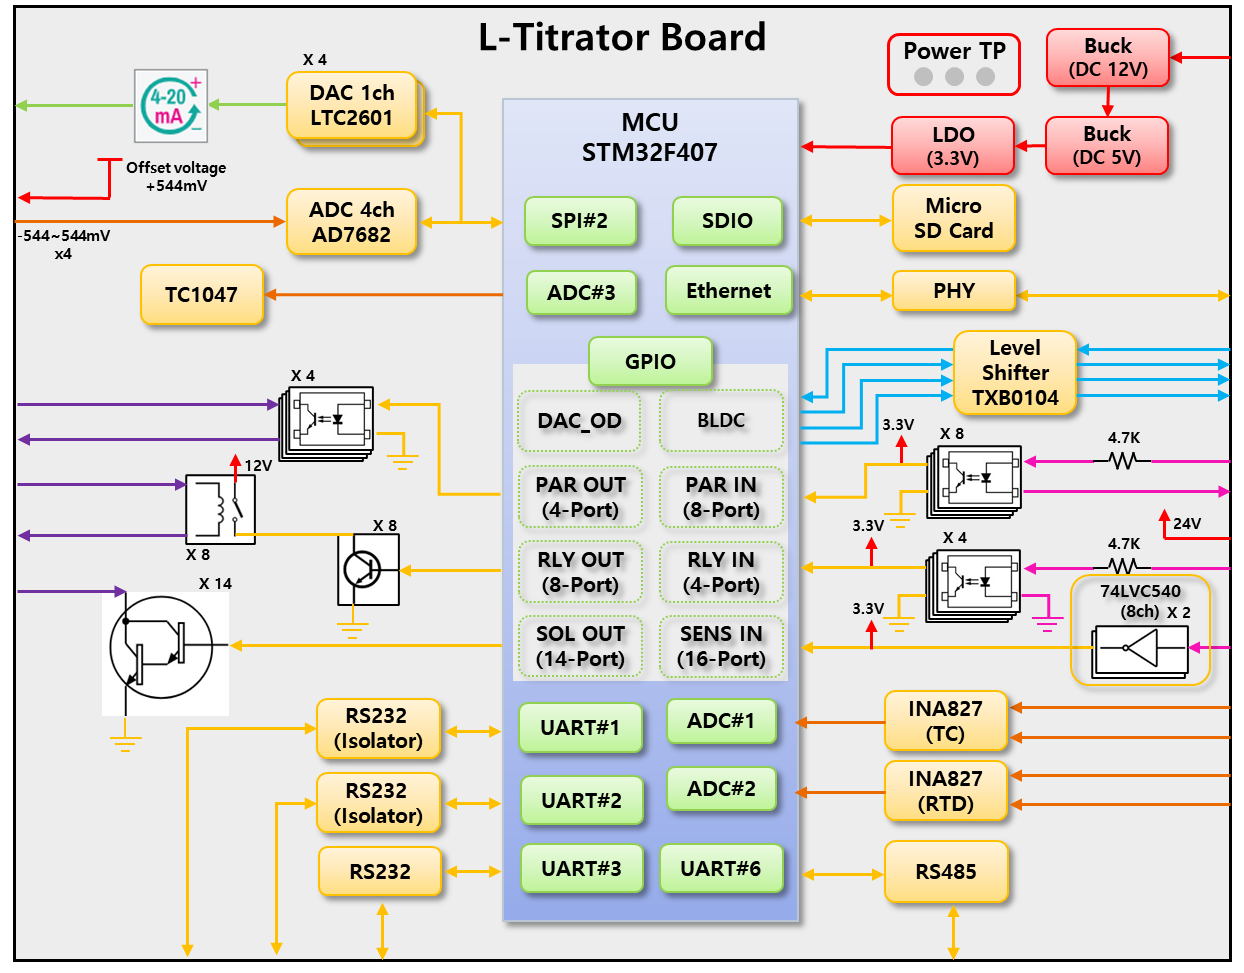 L-Titrator Board
X 4
DAC 1ch
LTC2601
4-20
mA
Offset voltage
+544mV
ADC 4ch
AD7682
-544~544mV
x4
TC1047
X 4
12V
X 8
X 8
X 14
RS232
(Isolator)
RS232
(Isolator)
RS232
MCU
STM32F407
SPI#2
SDIO
ADC#3
Ethernet
GPIO
DAC_OD
BLDC
PAR OUT
(4-Port)
PAR IN
(8-Port)
RLY OUT
(8-Port)
RLY IN
(4-Port)
SOL OUT
(14-Port)
SENS IN
(16-Port)
UART#1
ADC#1
UART#2
ADC#2
UART#3
UART#6
Power TP
Buck
(DC 12V)
LDO
(3.3V)
Buck
(DC 5V)
Micro
SD Card
PHY
Level
Shifter
TXB0104
3.3V
X 8
4.7K
24V
3.3V
X 4
4.7K
3.3V
74LVC540
(8ch)
X 2
INA827
(TC)
INA827
(RTD)
RS485